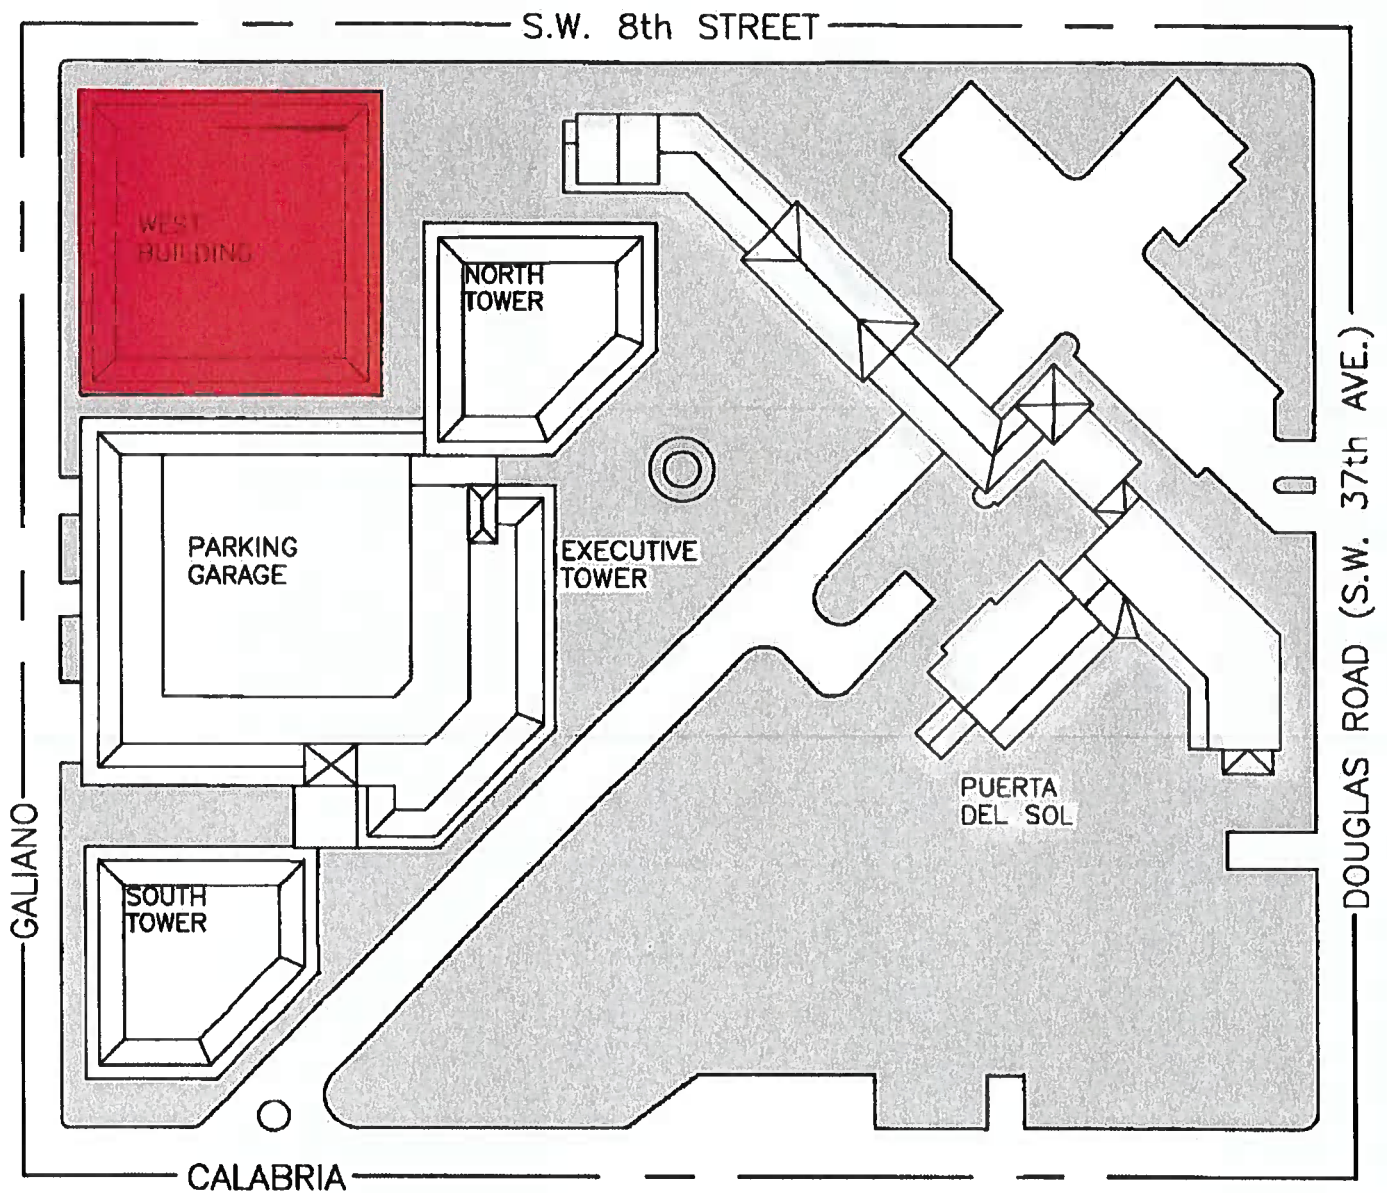 S.W. 8th STREET
WEST
BUILDING
NORTH
TOWER
PARKING
GARAGE
EXECUTIVE
TOWER
PUERTA
DEL SOL
SOUTH
TOWER
GALIANO
DOUGLAS ROAD (S.W. 37th AVE.)
CALABRIA